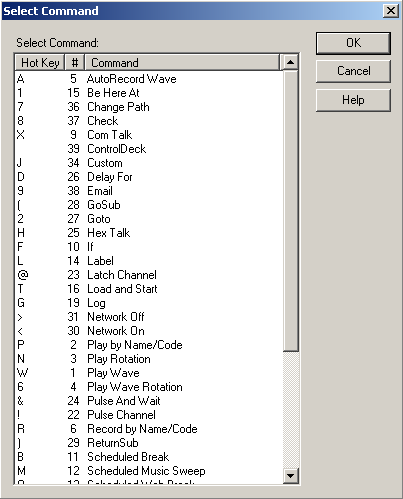 Select Command
Select Command:
OK
Cancel
Help
Hot Key # Command
A 5 AutoRecord Wave
1 15 Be Here At
7 36 Change Path
8 37 Check
X 9 Com Talk
39 ControlDeck
J 34 Custom
D 26 Delay For
9 38 Email
( 28 GoSub
2 27 Goto
H 25 Hex Talk
F 10 If
L 14 Label
@ 23 Latch Channel
T 16 Load and Start
G 19 Log
> 31 Network Off
< 30 Network On
P 2 Play by Name/Code
N 3 Play Rotation
W 1 Play Wave
6 4 Play Wave Rotation
& 24 Pulse And Wait
! 22 Pulse Channel
R 6 Record by Name/Code
) 29 ReturnSub
B 11 Scheduled Break
M 12 Scheduled Music Sweep
13 Scheduled Web Break